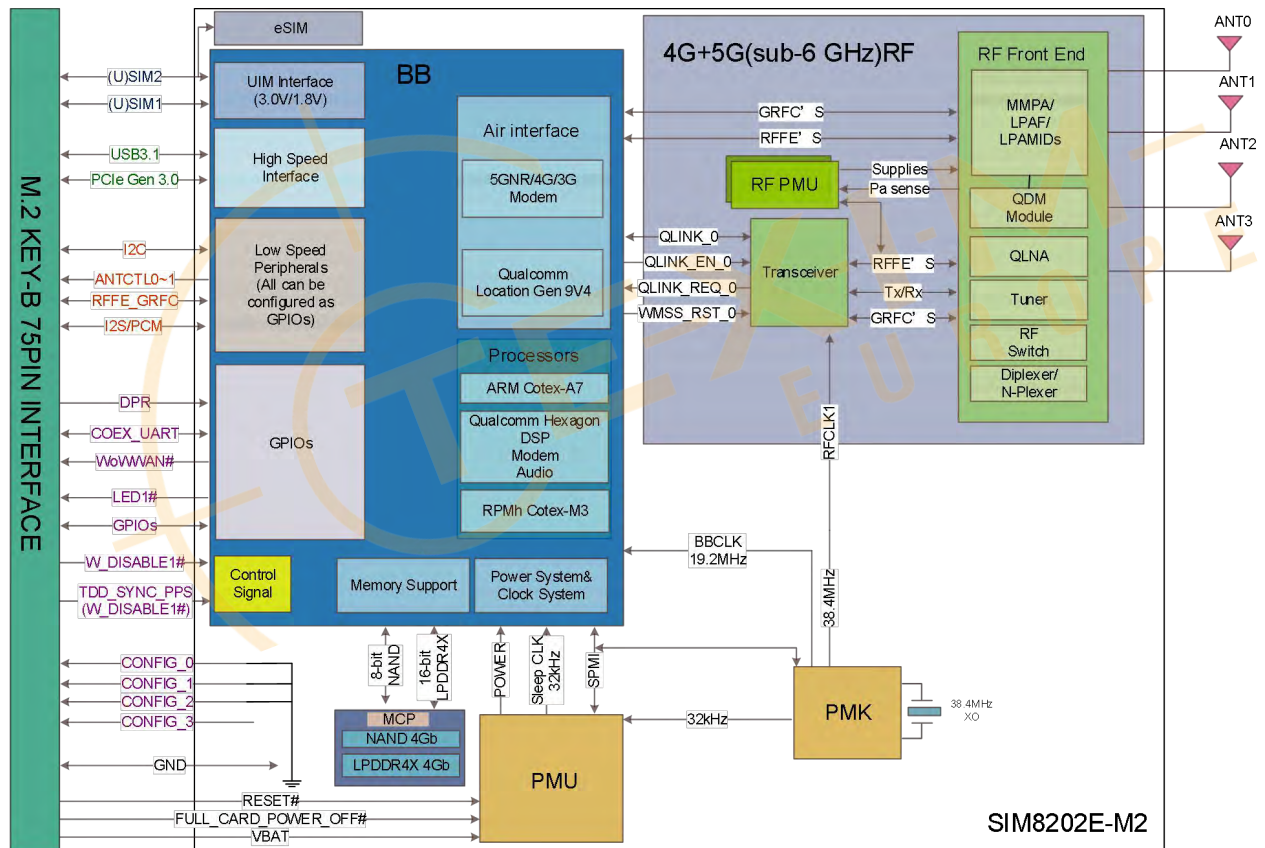 M.2 KEY-B 75PIN INTERFACE
(U)SIM2
(U)SIM1
USB3.1
PCIe Gen 3.0
I2C
ANTCTL0~1
RFFE_GRFC
I2S/PCM
DPR
COEX_UART
WoWWAN#
LED1#
GPIOs
W_DISABLE1#
TDD_SYNC_PPS
(W_DISABLE1#)
CONFIG_0
CONFIG_1
CONFIG_2
CONFIG_3
GND
RESET#
FULL_CARD_POWER_OFF#
VBAT
eSIM
BB
UIM Interface
(3.0V/1.8V)
High Speed
Interface
Low Speed
Peripherals
(All can be
configured as
GPIOs)
GPIOs
Control
Signal
Air interface
5GNR/4G/3G
Modem
Qualcomm
Location Gen 9V4
Processors
ARM Cotex-A7
Qualcomm Hexagon
DSP
Modem
Audio
RPMh Cotex-M3
Memory Support
Power System&
Clock System
8-bit
NAND
16-bit
LPDDR4X
POWER
Sleep CLK
32kHz
SPMI
MCP
NAND 4Gb
LPDDR4X 4Gb
PMU
32kHz
PMK
38.4MHz
XO
BBCLK
19.2MHz
RFCLK1
38.4MHz
4G+5G(sub-6 GHz)RF
GRFC' S
RFFE' S
RF PMU
Supplies
Pa sense
QLINK_0
QLINK_EN_0
QLINK_REQ_0
WMSS_RST_0
Transceiver
RFFE' S
Tx/Rx
GRFC' S
RF Front End
MMPA/
LPAF/
LPAMIDs
QDM
Module
QLNA
Tuner
RF
Switch
Diplexer/
N-Plexer
ANT0
ANT1
ANT2
ANT3
SIM8202E-M2
TEXIM
EUROPE